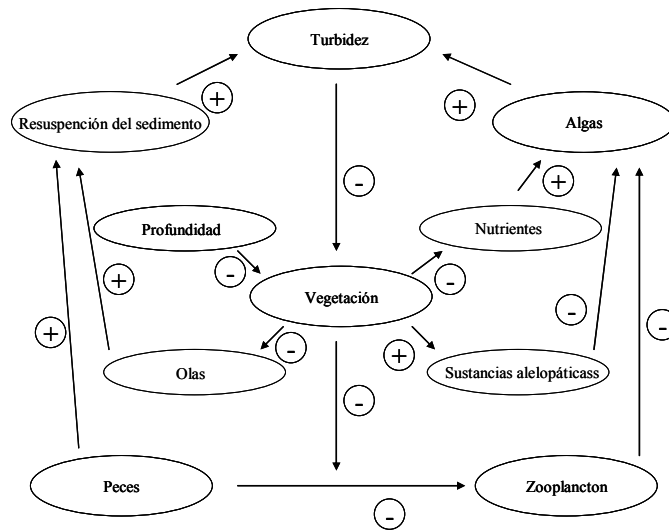 Turbidez
+
+
Resuspención del sedimento
Algas
-
+
Profundidad
Nutrientes
-
-
+
Vegetación
-
-
+
-
+
-
Olas
Sustancias alelopáticass
-
Peces
Zooplancton
-